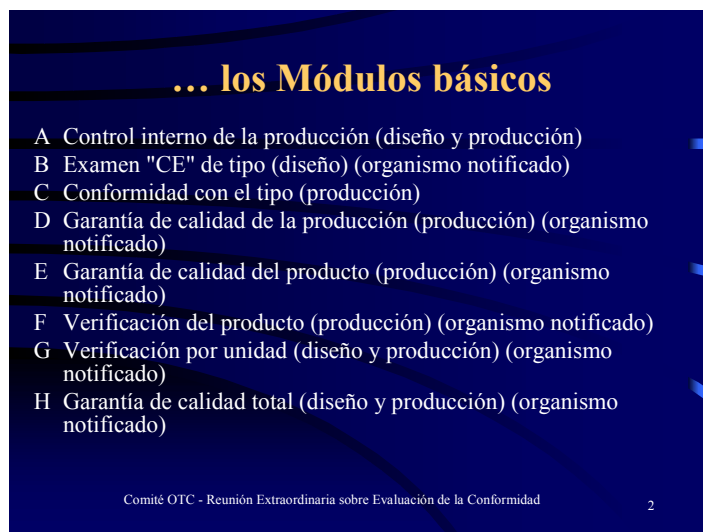 … los Módulos básicos
A Control interno de la producción (diseño y producción)
B Examen "CE" de tipo (diseño) (organismo notificado)
C Conformidad con el tipo (producción)
D Garantía de calidad de la producción (producción) (organismo
notificado)
E Garantía de calidad del producto (producción) (organismo
notificado)
F Verificación del producto (producción) (organismo notificado)
G Verificación por unidad (diseño y producción) (organismo
notificado)
H Garantía de calidad total (diseño y producción) (organismo
notificado)
Comité OTC - Reunión Extraordinaria sobre Evaluación de la Conformidad
2